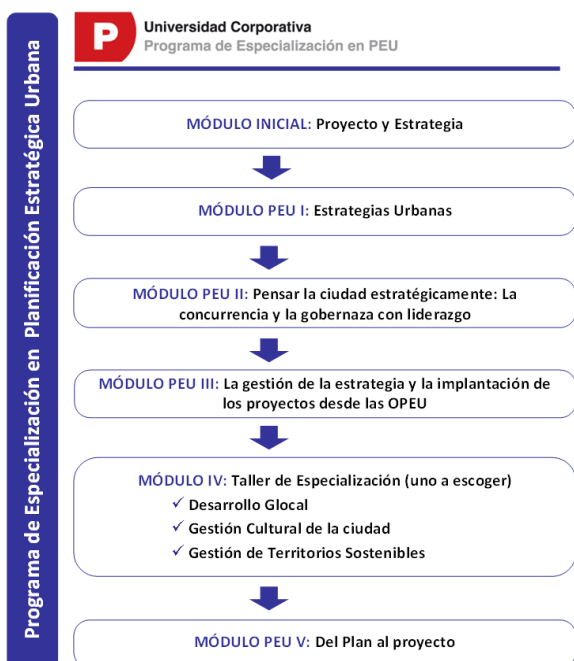 Programa de Especialización en Planificación Estratégica Urbana
P
Universidad Corporativa
Programa de Especialización en PEU
MÓDULO INICIAL: Proyecto y Estrategia
MÓDULO PEU I: Estrategias Urbanas
MÓDULO PEU II: Pensar la ciudad estratégicamente: La
concurrencia y la gobernaza con liderazgo
MÓDULO PEU III: La gestión de la estrategia y la implantación de
los proyectos desde las OPEU
MÓDULO IV: Taller de Especialización (uno a escoger)
✓ Desarrollo Glocal
✓ Gestión Cultural de la ciudad
✓ Gestión de Territorios Sostenibles
MÓDULO PEU V: Del Plan al proyecto